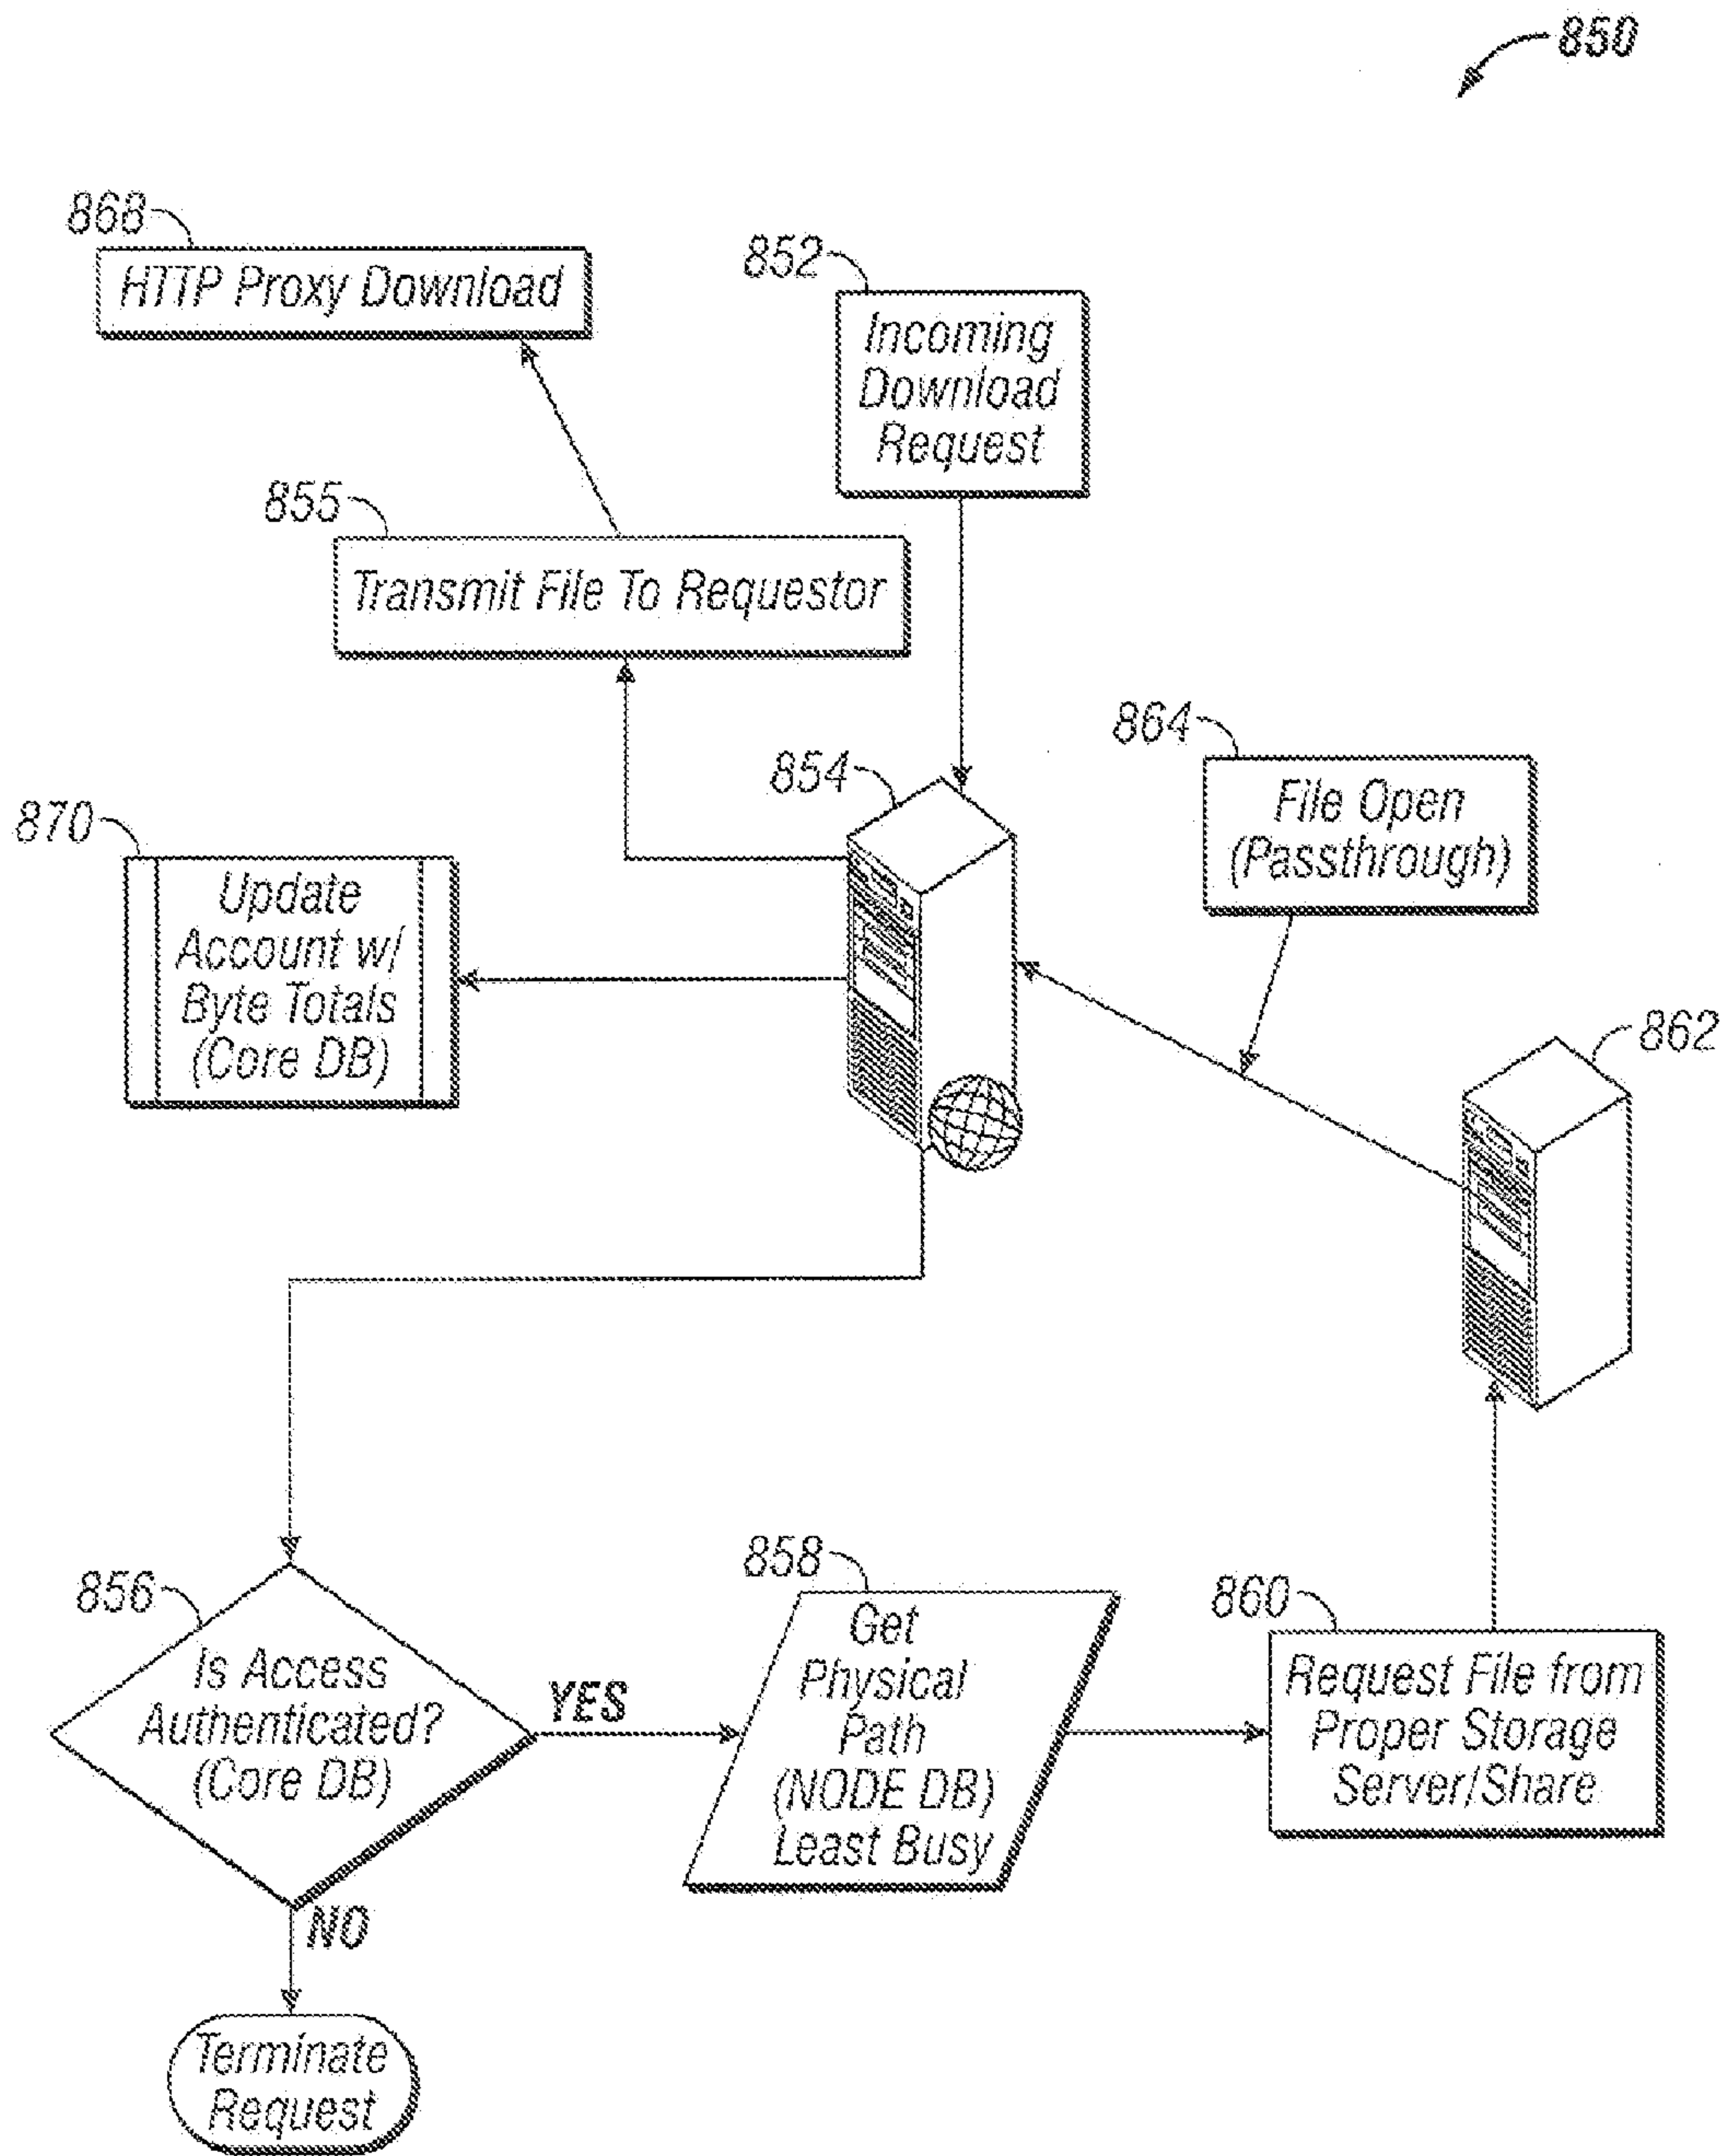 850
868
HTTP Proxy Download
852
Incoming
Download
Request
855
Transmit File To Requestor
864
File Open
(Passthrough)
854
870
Update
Account w/
Byte Totals
(Core DB)
862
856
Is Access
Authenticated?
(Core DB)
YES
NO
858
Get
Physical
Path
(NODE DB)
Least Busy
860
Request File from
Proper Storage
Server/Share
Terminate
Request